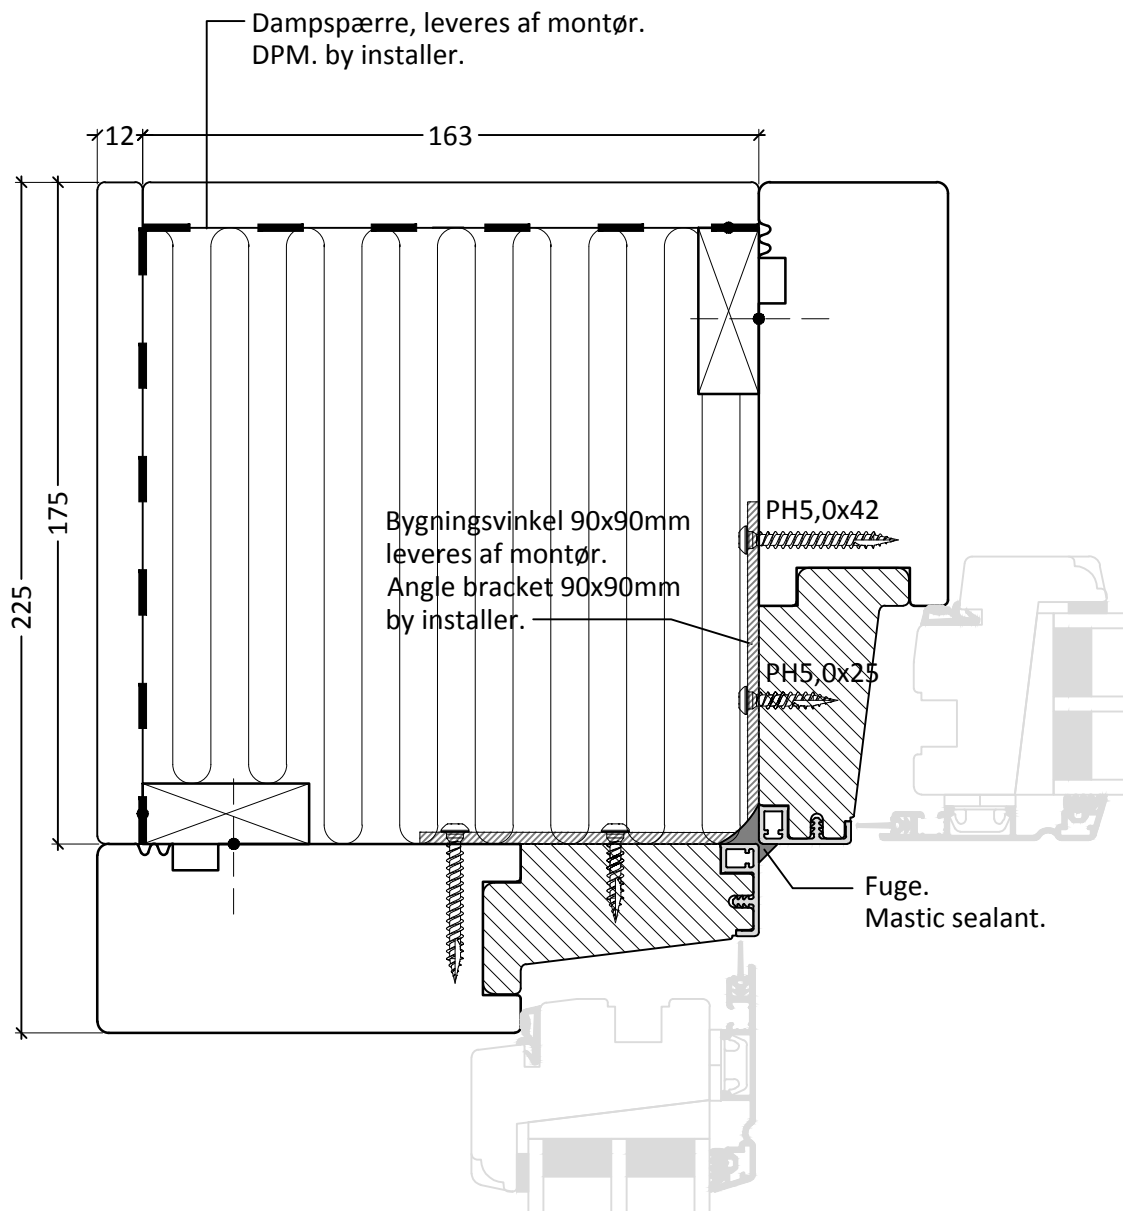 Dampspærre, leveres af montør.
DPM. by installer.
12
163
175
225
PH5,0x42
Bygningsvinkel 90x90mm
leveres af montør.
Angle bracket 90x90mm
by installer.
PH5,0x25
Fuge.
Mastic sealant.